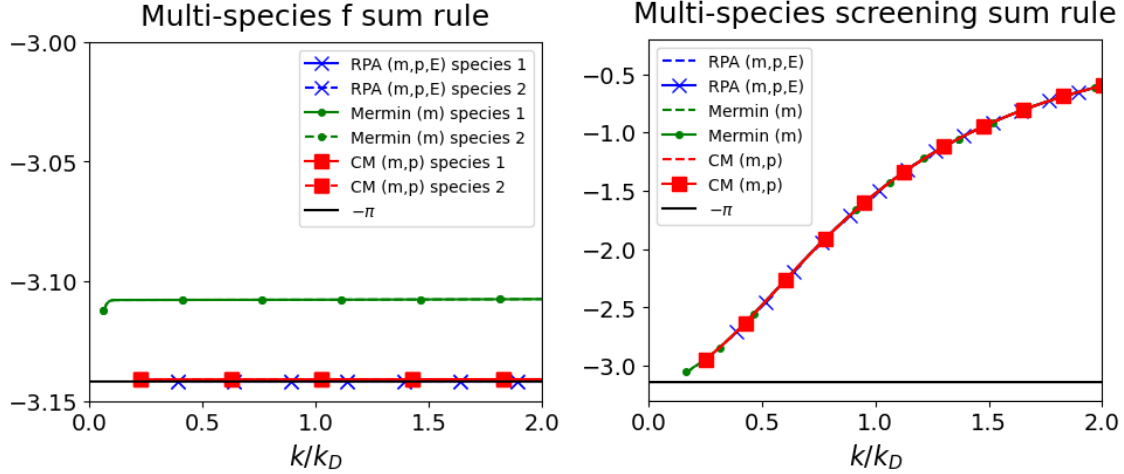 Multi-species f sum rule
−3.00
−3.05
−3.10
−3.15
RPA (m,p,E) species 1
RPA (m,p,E) species 2
Mermin (m) species 1
Mermin (m) species 2
CM (m,p) species 1
CM (m,p) species 2
−π
0.0 0.5 1.0 1.5 2.0
k/k_D
Multi-species screening sum rule
−0.5
−1.0
−1.5
−2.0
−2.5
−3.0
RPA (m,p,E)
RPA (m,p,E)
Mermin (m)
Mermin (m)
CM (m,p)
CM (m,p)
−π
0.0 0.5 1.0 1.5 2.0
k/k_D